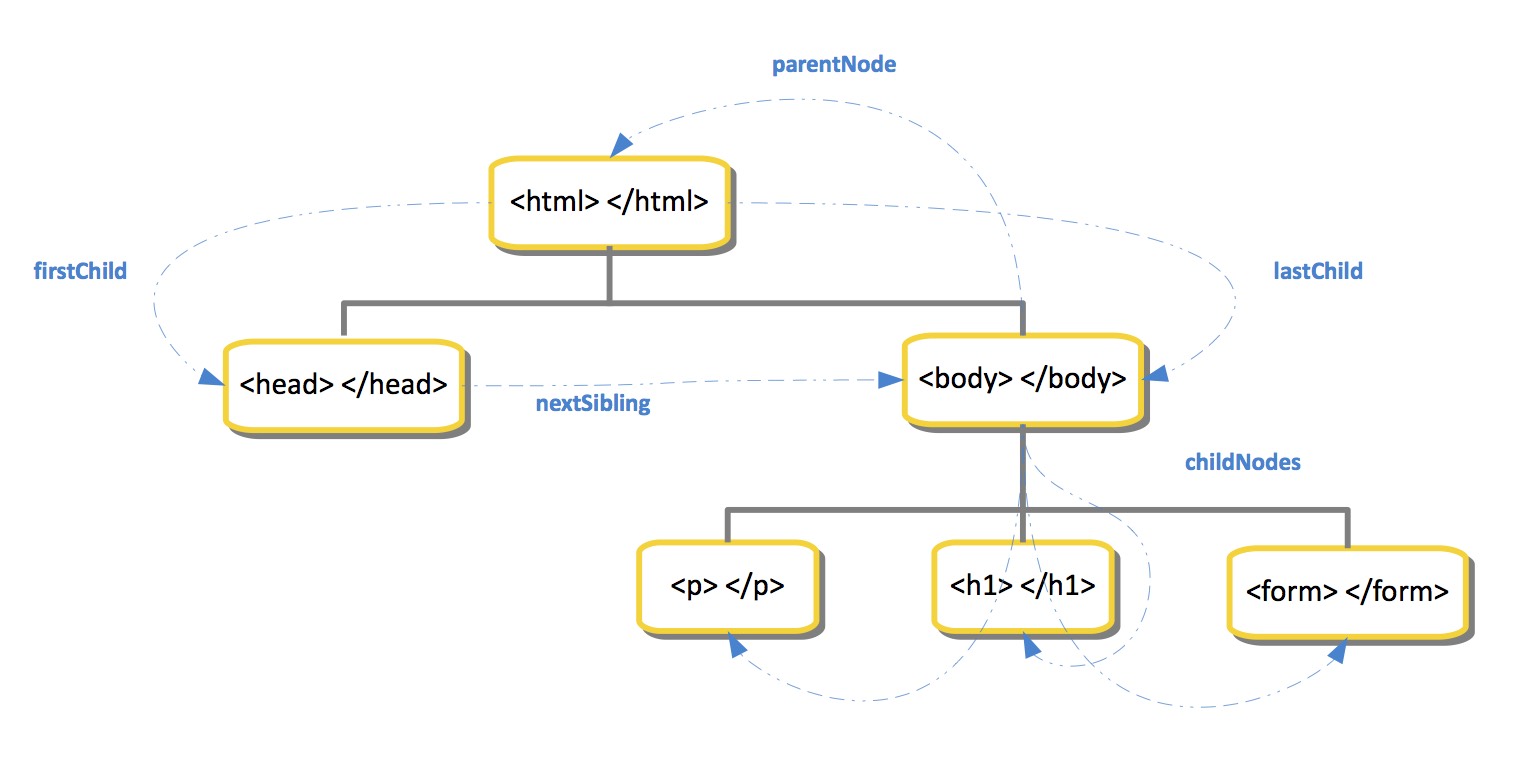 parentNode
<html> </html>
firstChild
lastChild
<head> </head>
<body> </body>
nextSibling
childNodes
<p> </p>
<h1> </h1>
<form> </form>